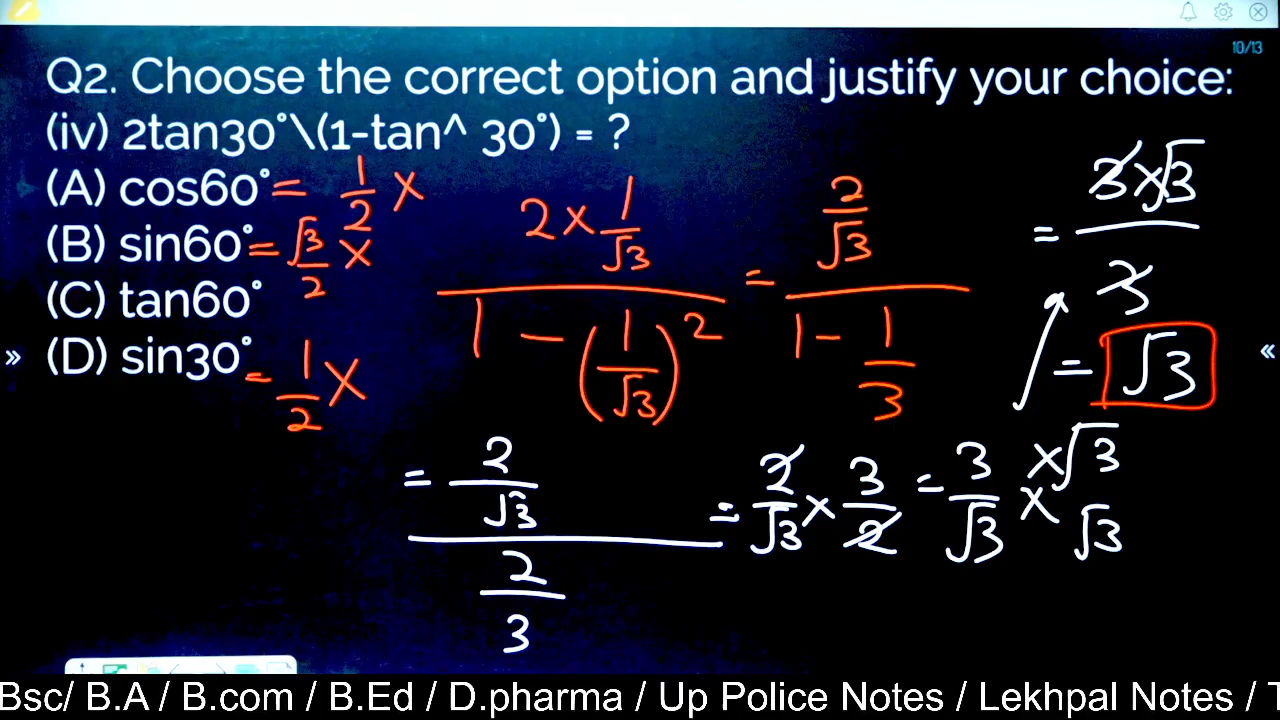 10/13
Q2. Choose the correct option and justify your choice:
(iv) 2tan30°\(1-tan^ 30°) = ?
(A) cos60° = 1/2 X
(B) sin60° = √3/2 X
(C) tan60°
(D) sin30° = 1/2 X
2 × 1/√3 / 1 - (1/√3)2 = 2/√3 / 1 - 1/3
= 2/√3 / 2/3 = 2/√3 × 3/2 = 3/√3 × √3 × √3
= 3×√3 / 3
= √3
Bsc/ B.A / B.com / B.Ed / D.pharma / Up Police Notes / Lekhpal Notes /